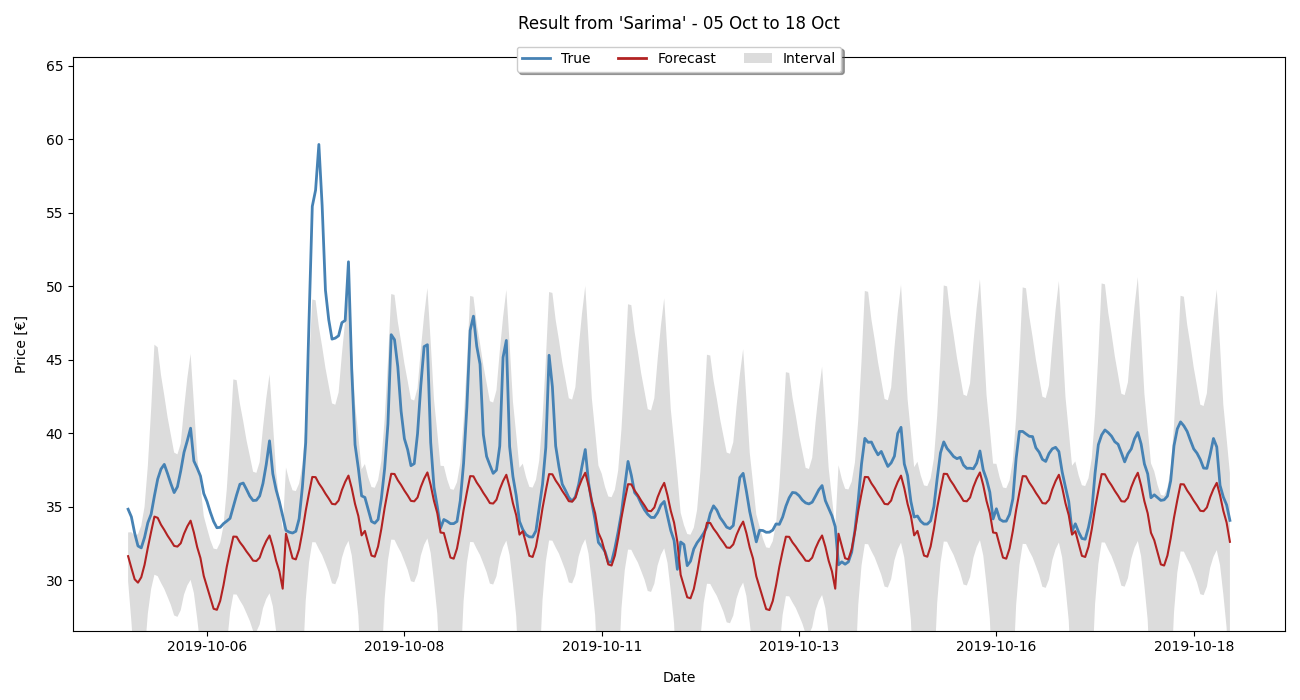 Result from 'Sarima' - 05 Oct to 18 Oct
True Forecast Interval
65
60
55
50
45
40
35
30
Price [€]
2019-10-06 2019-10-08 2019-10-11 2019-10-13 2019-10-16 2019-10-18
Date